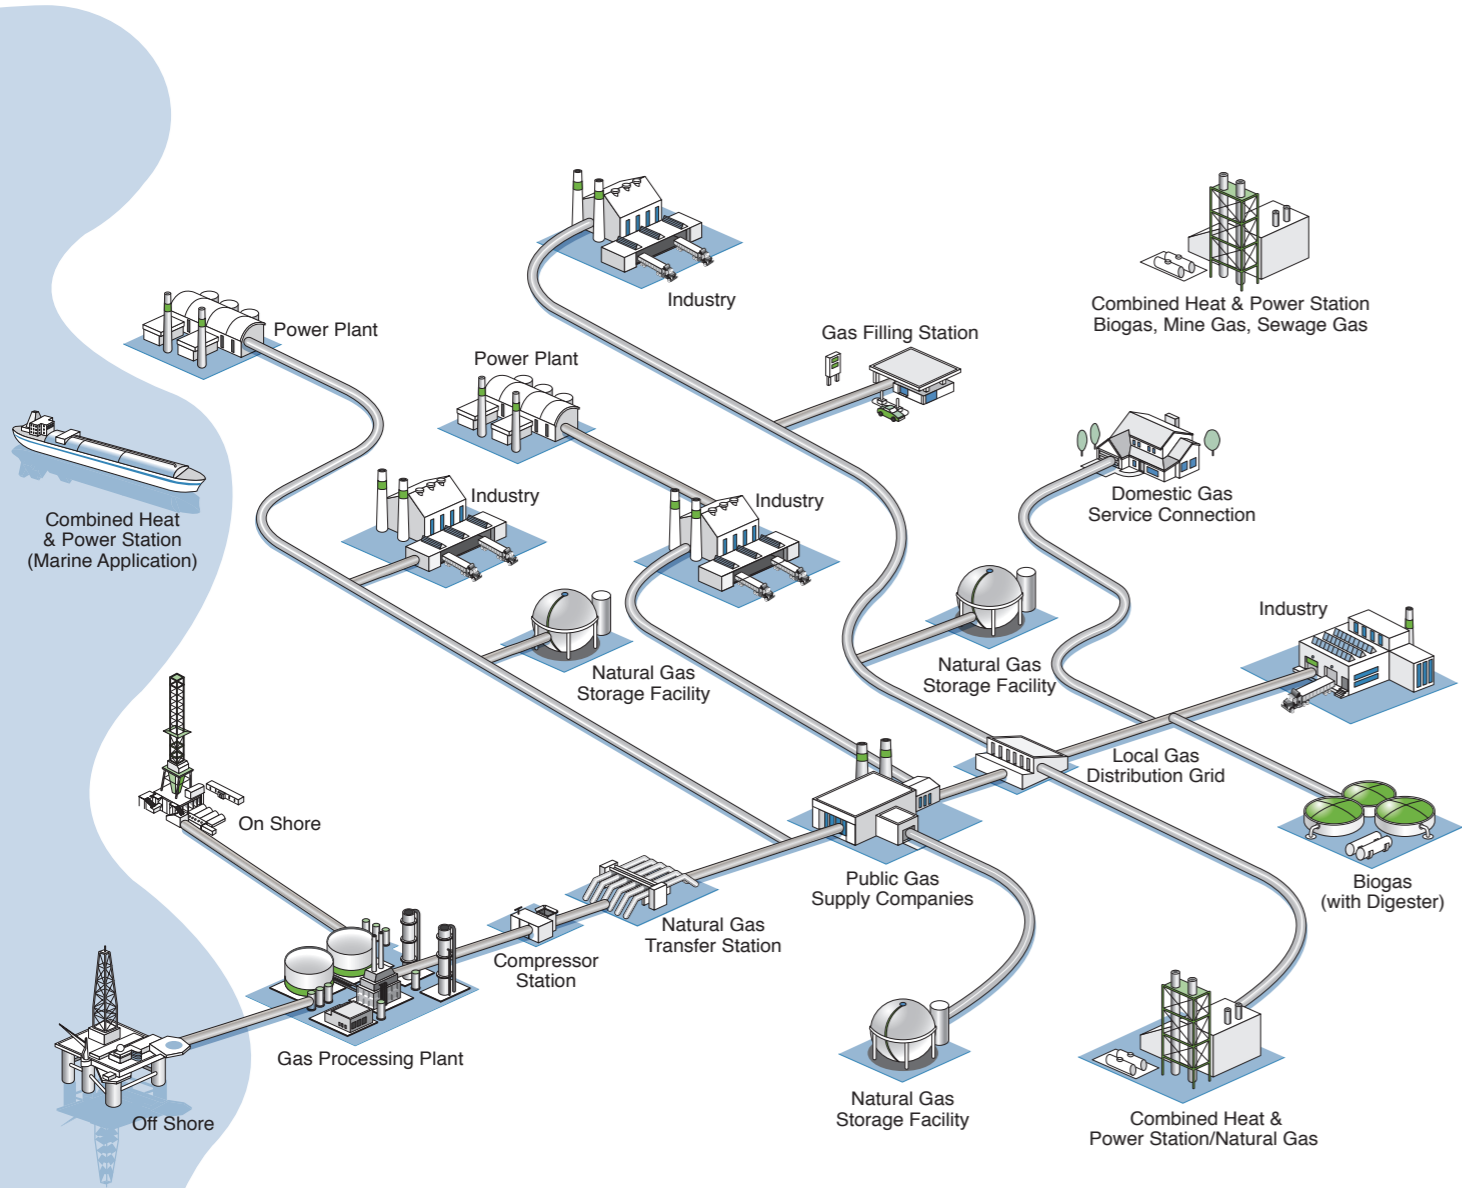 Industry
Combined Heat & Power Station
Biogas, Mine Gas, Sewage Gas
Power Plant
Gas Filling Station
Power Plant
Domestic Gas
Service Connection
Industry
Industry
Combined Heat
& Power Station
(Marine Application)
Industry
Natural Gas
Storage Facility
Natural Gas
Storage Facility
Local Gas
Distribution Grid
On Shore
Public Gas
Supply Companies
Biogas
(with Digester)
Natural Gas
Transfer Station
Compressor
Station
Gas Processing Plant
Natural Gas
Storage Facility
Off Shore
Combined Heat &
Power Station/Natural Gas